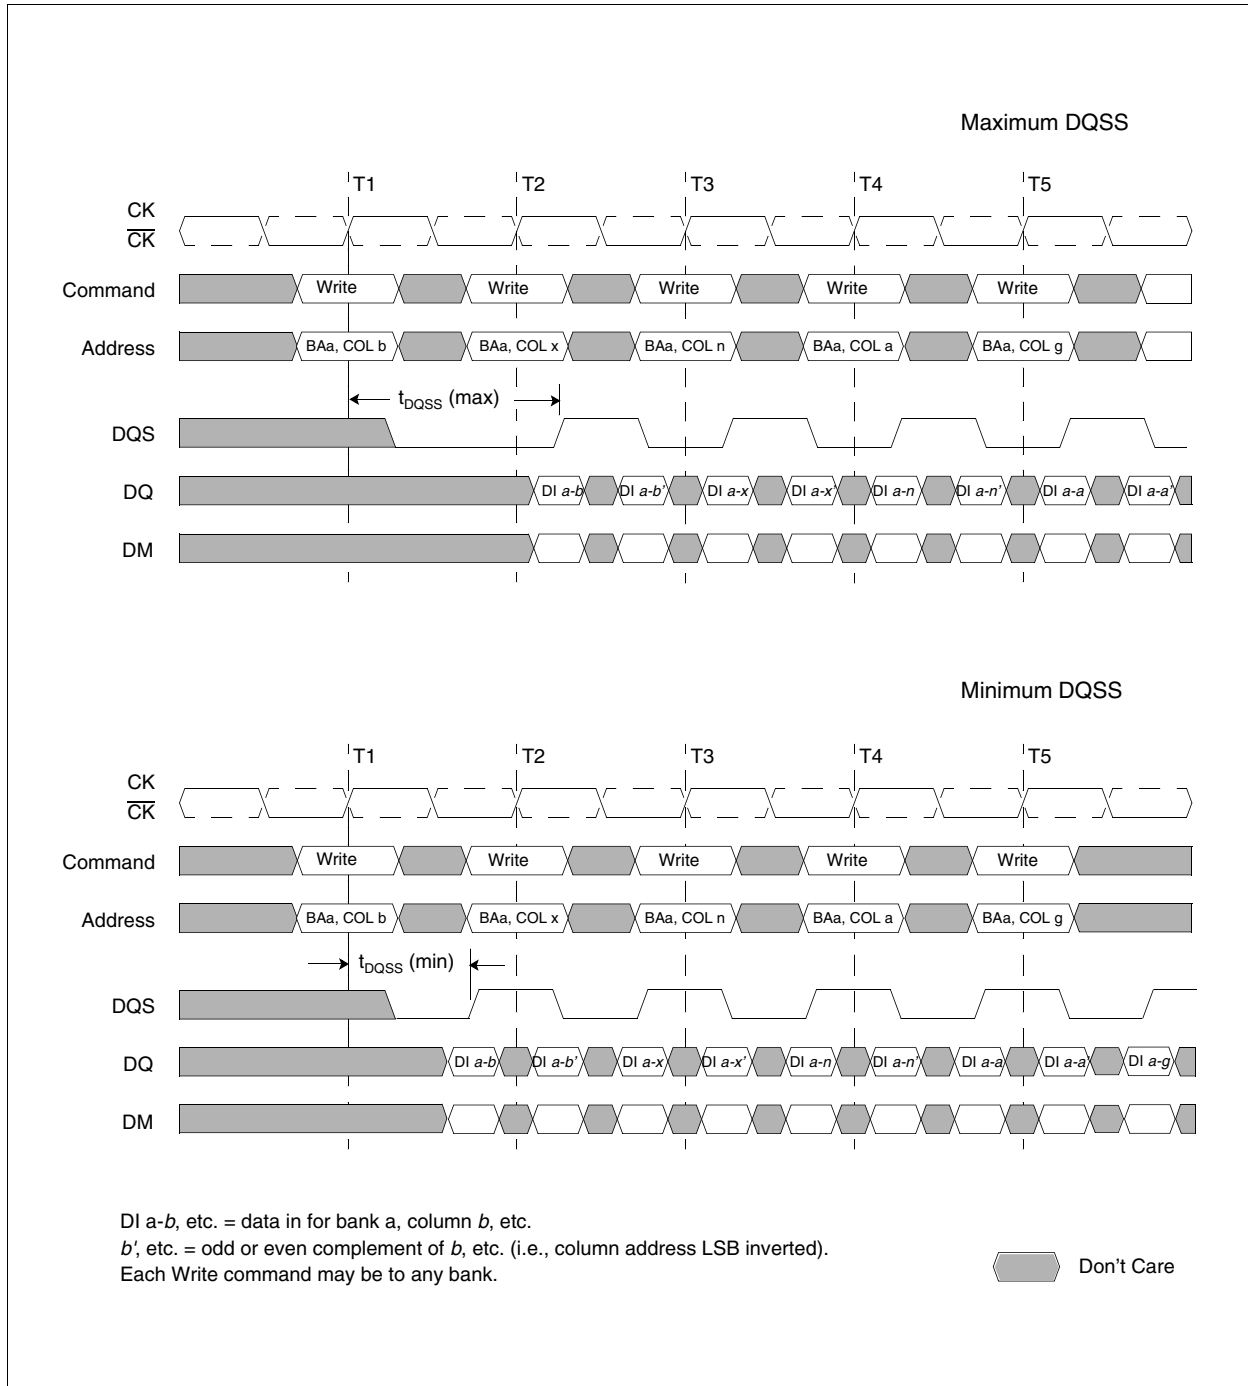 Maximum DQSS
T1 T2 T3 T4 T5
CK
CK
Command Write Write Write Write Write
Address BAa, COL b BAa, COL x BAa, COL n BAa, COL a BAa, COL g
tDQSS (max)
DQS
DQ DI a-b DI a-b’ DI a-x DI a-x’ DI a-n DI a-n’ DI a-a DI a-a’
DM
Minimum DQSS
T1 T2 T3 T4 T5
CK
CK
Command Write Write Write Write Write
Address BAa, COL b BAa, COL x BAa, COL n BAa, COL a BAa, COL g
tDQSS (min)
DQS
DQ DI a-b DI a-b’ DI a-x DI a-x’ DI a-n DI a-n’ DI a-a DI a-a’ DI a-g
DM
DI a-b, etc. = data in for bank a, column b, etc.
b', etc. = odd or even complement of b, etc. (i.e., column address LSB inverted).
Each Write command may be to any bank.
Don't Care